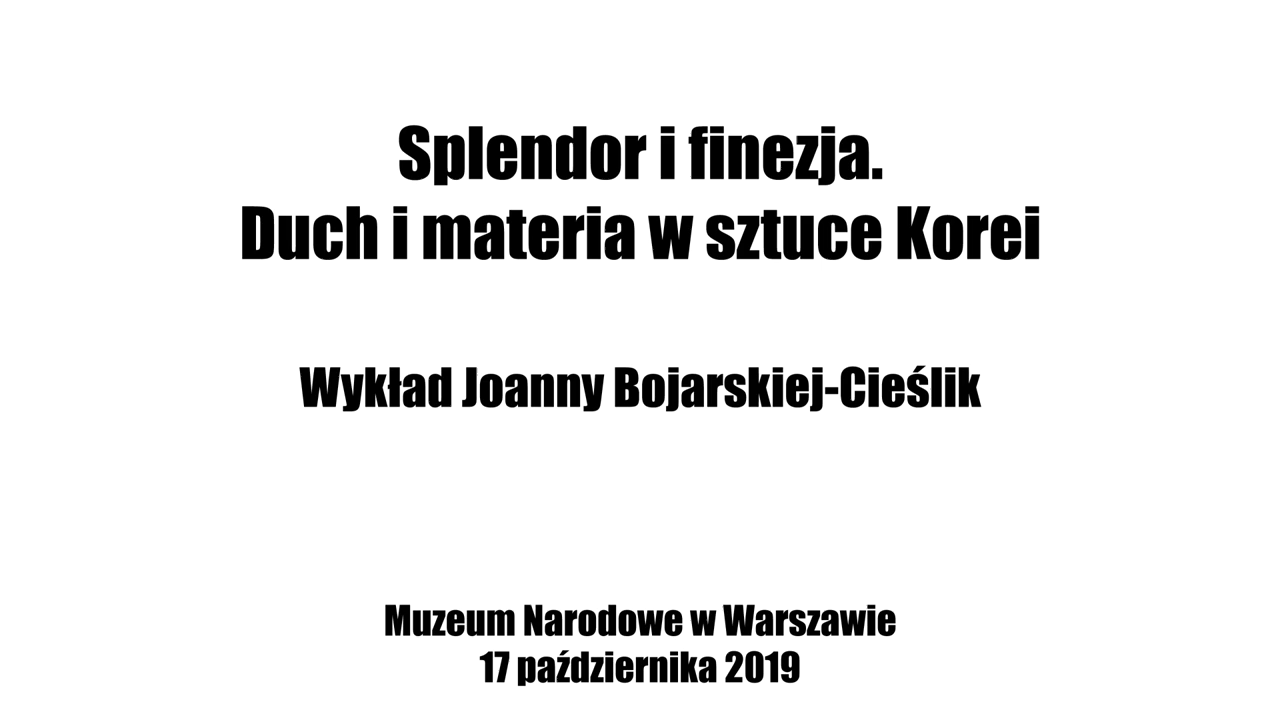 Splendor i finezja.
Duch i materia w sztuce Korei
Wykład Joanny Bojarskiej-Cieślik
Muzeum Narodowe w Warszawie
17 października 2019